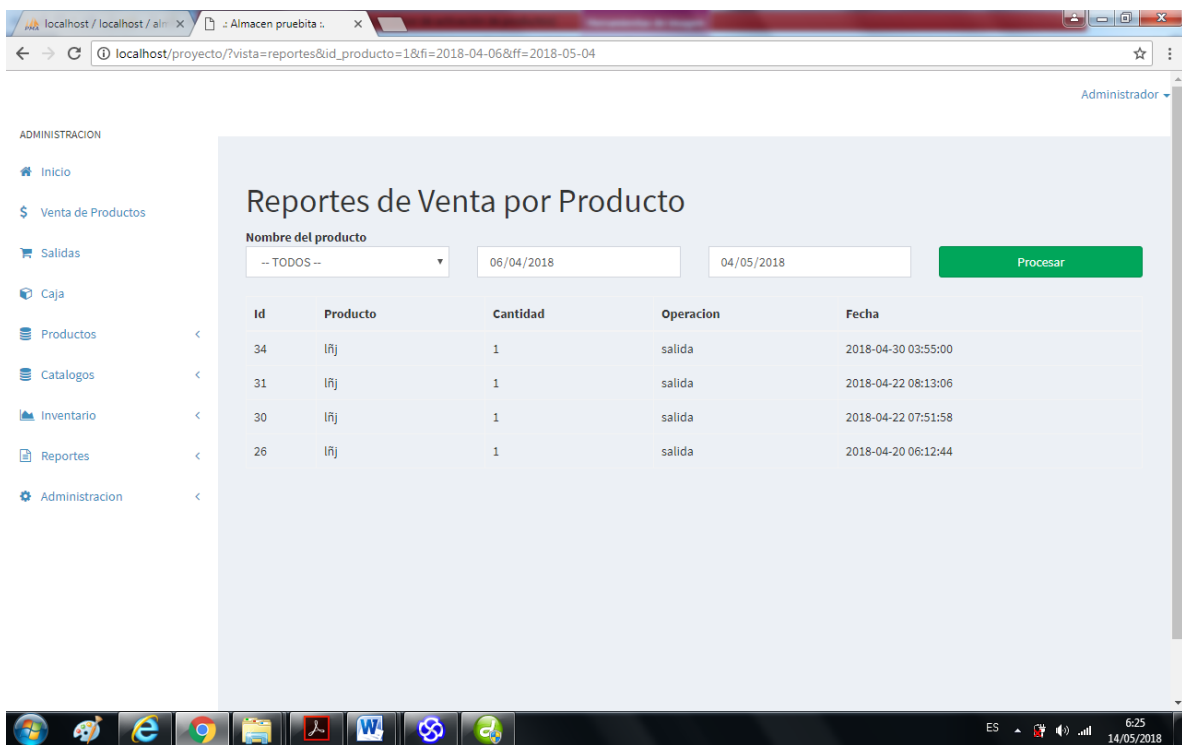 localhost / localhost / alm
.: Almacen pruebita :.
localhost/proyecto/?vista=reportes&id_producto=1&fi=2018-04-06&ff=2018-05-04
Administrador
ADMINISTRACION
Inicio
Venta de Productos
Salidas
Caja
Productos
Catalogos
Inventario
Reportes
Administracion
Reportes de Venta por Producto
Nombre del producto
-- TODOS -- 06/04/2018 04/05/2018 Procesar
Id Producto Cantidad Operacion Fecha
34 lñj 1 salida 2018-04-30 03:55:00
31 lñj 1 salida 2018-04-22 08:13:06
30 lñj 1 salida 2018-04-22 07:51:58
26 lñj 1 salida 2018-04-20 06:12:44
ES 6:25
14/05/2018